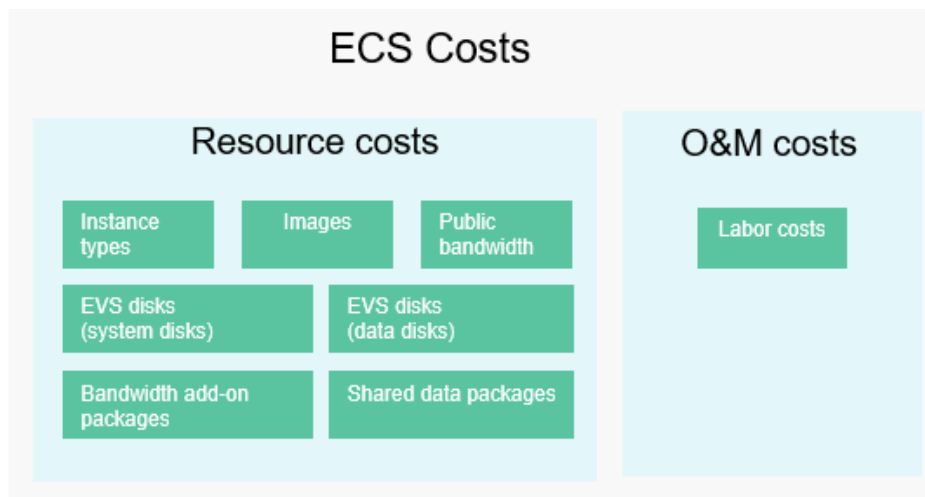 ECS Costs
Resource costs
Instance
types
Images
Public
bandwidth
EVS disks
(system disks)
EVS disks
(data disks)
Bandwidth add-on
packages
Shared data packages
O&M costs
Labor costs